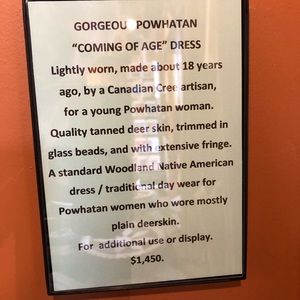 GORGEOUS POWHATAN
“COMING OF AGE” DRESS
Lightly worn, made about 18 years
ago, by a Canadian Cree artisan,
for a young Powhatan woman.
Quality tanned deer skin, trimmed in
glass beads, and with extensive fringe.
A standard Woodland Native American
dress / traditional day wear for
Powhatan women who wore mostly
plain deerskin.
For additional use or display.
$1,450.